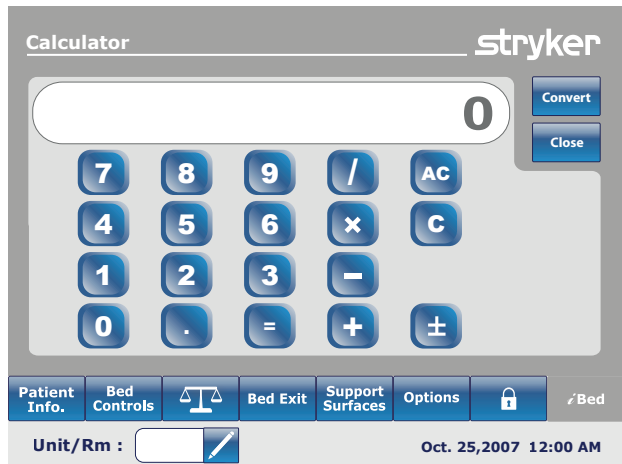 Calculator
stryker
0
Convert
Close
7 8 9 / AC
4 5 6 × C
1 2 3 −
0 . = + ±
Patient Info.
Bed Controls
Bed Exit
Support Surfaces
Options
iBed
Unit/Rm :
Oct. 25,2007 12:00 AM